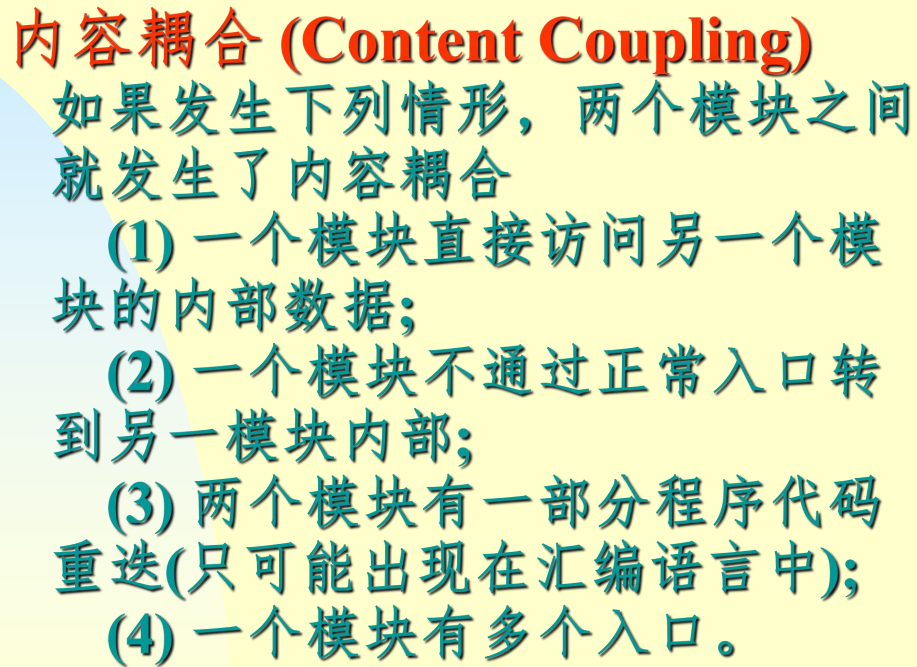 内容耦合 (Content Coupling)
如果发生下列情形，两个模块之间
就发生了内容耦合
(1) 一个模块直接访问另一个模
块的内部数据;
(2) 一个模块不通过正常入口转
到另一模块内部;
(3) 两个模块有一部分程序代码
重迭(只可能出现在汇编语言中);
(4) 一个模块有多个入口。